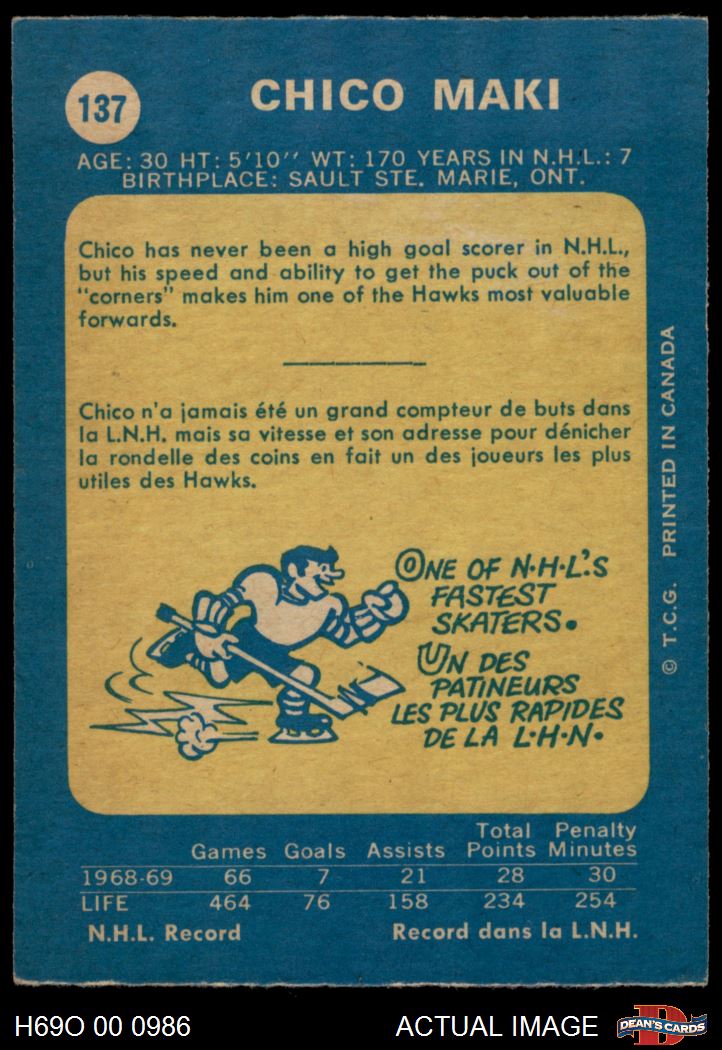 137
CHICO MAKI
AGE: 30 HT: 5'10'' WT: 170 YEARS IN N.H.L.: 7
BIRTHPLACE: SAULT STE. MARIE, ONT.
Chico has never been a high goal scorer in N.H.L.,
but his speed and ability to get the puck out of the
"corners" makes him one of the Hawks most valuable
forwards.
Chico n'a jamais été un grand compteur de buts dans
la L.N.H. mais sa vitesse et son adresse pour dénicher
la rondelle des coins en fait un des joueurs les plus
utiles des Hawks.
ONE OF N·H·L'S
FASTEST
SKATERS.
UN DES
PATINEURS
LES PLUS RAPIDES
DE LA L·H·N·
© T.C.G. PRINTED IN CANADA
Games Goals Assists Total Points Penalty Minutes
1968-69 66 7 21 28 30
LIFE 464 76 158 234 254
N.H.L. Record Record dans la L.N.H.
H69O 00 0986 ACTUAL IMAGE
D
DEAN'S CARDS